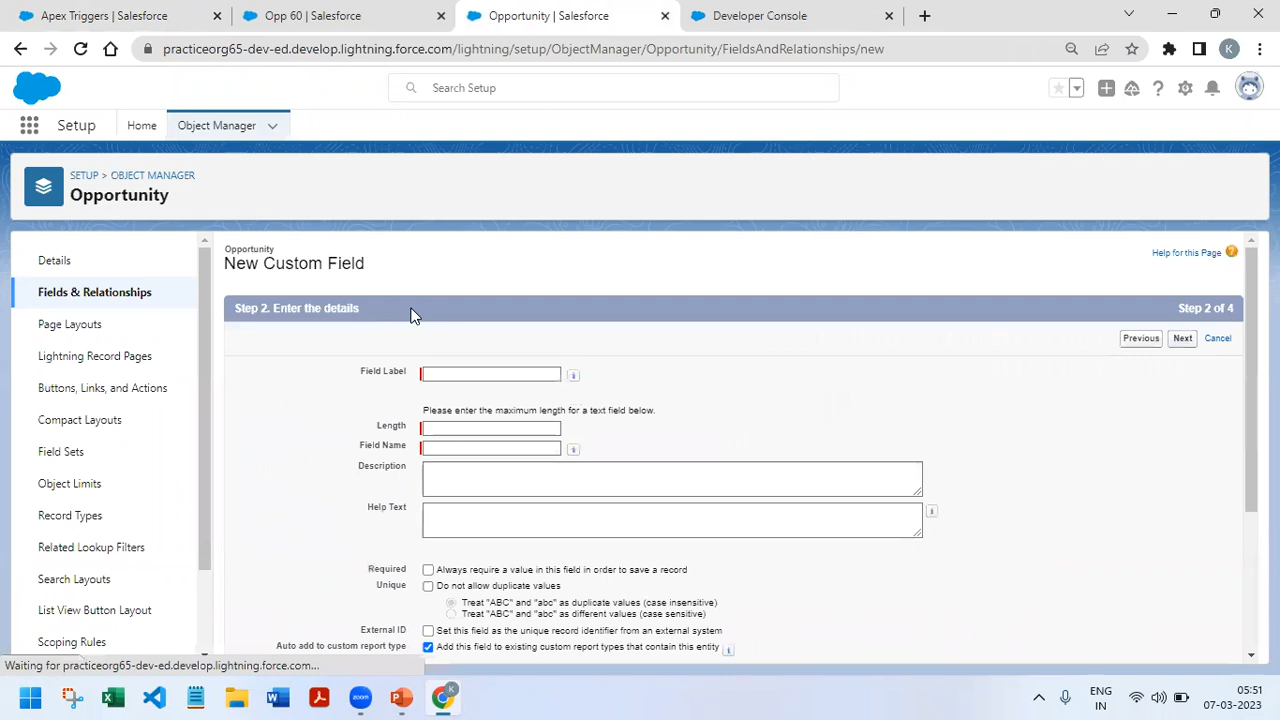 Apex Triggers | Salesforce
Opp 60 | Salesforce
Opportunity | Salesforce
Developer Console
practiceorg65-dev-ed.develop.lightning.force.com/lightning/setup/ObjectManager/Opportunity/FieldsAndRelationships/new
K
Search Setup
Setup
Home
Object Manager
SETUP > OBJECT MANAGER
Opportunity
Details
Fields & Relationships
Page Layouts
Lightning Record Pages
Buttons, Links, and Actions
Compact Layouts
Field Sets
Object Limits
Record Types
Related Lookup Filters
Search Layouts
List View Button Layout
Scoping Rules
Opportunity
New Custom Field
Help for this Page
Step 2. Enter the details
Step 2 of 4
Previous
Next
Cancel
Field Label
Please enter the maximum length for a text field below.
Length
Field Name
Description
Help Text
Required
Always require a value in this field in order to save a record
Unique
Do not allow duplicate values
Treat "ABC" and "abc" as duplicate values (case insensitive)
Treat "ABC" and "abc" as different values (case sensitive)
External ID
Set this field as the unique record identifier from an external system
Auto add to custom report type
Add this field to existing custom report types that contain this entity
Waiting for practiceorg65-dev-ed.develop.lightning.force.com...
zoom
K
ENG
IN
05:51
07-03-2023